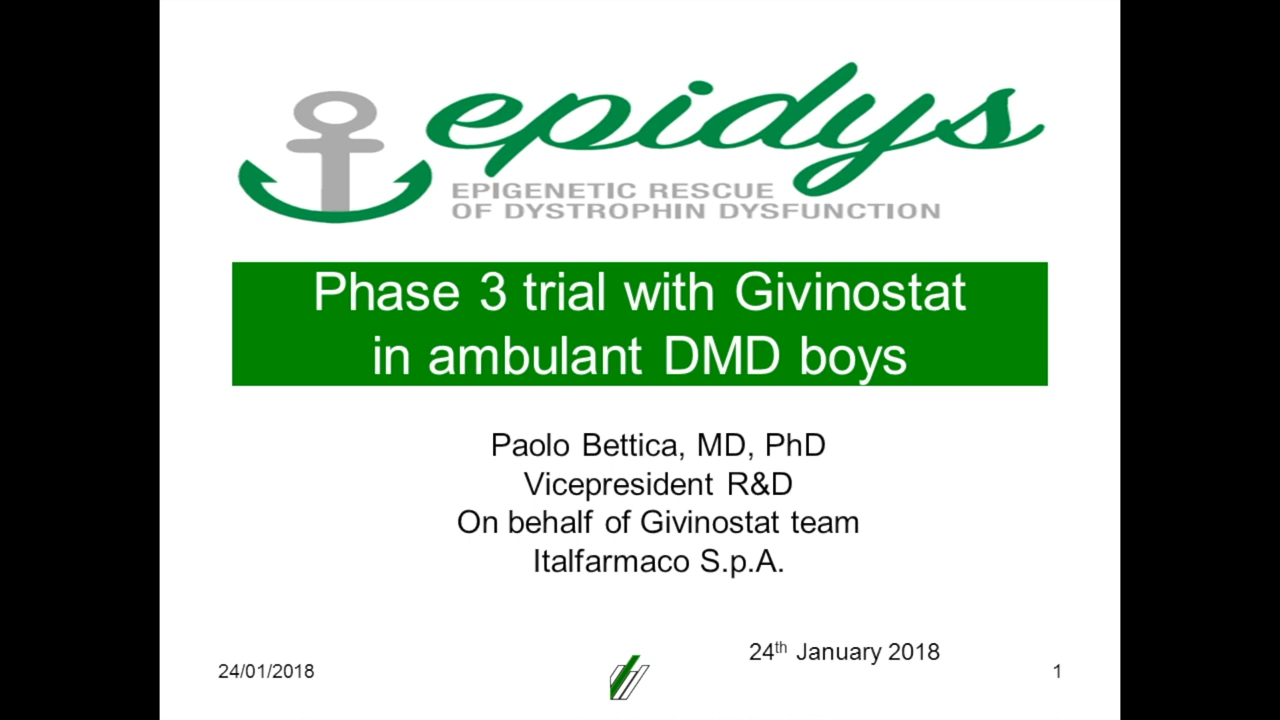 epidys
EPIGENETIC RESCUE
OF DYSTROPHIN DYSFUNCTION
Phase 3 trial with Givinostat
in ambulant DMD boys
Paolo Bettica, MD, PhD
Vicepresident R&D
On behalf of Givinostat team
Italfarmaco S.p.A.
24th January 2018
24/01/2018
1